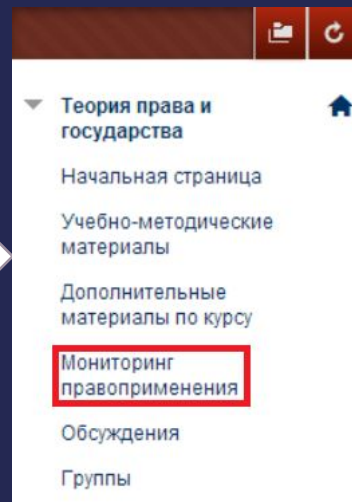 Теория права и
государства
Начальная страница
Учебно-методические
материалы
Дополнительные
материалы по курсу
Мониторинг
правоприменения
Обсуждения
Группы